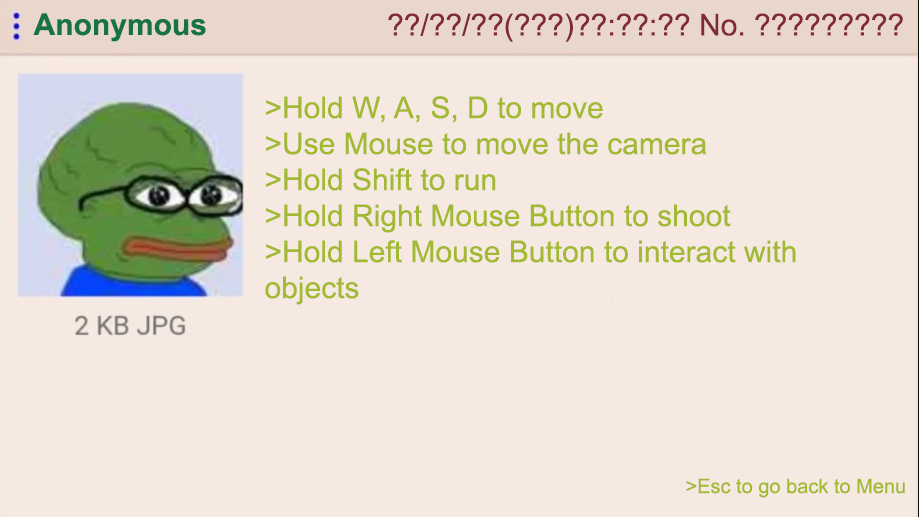 Anonymous ??/??/??(???)??:??:?? No. ?????????
>Hold W, A, S, D to move
>Use Mouse to move the camera
>Hold Shift to run
>Hold Right Mouse Button to shoot
>Hold Left Mouse Button to interact with
objects
2 KB JPG
>Esc to go back to Menu